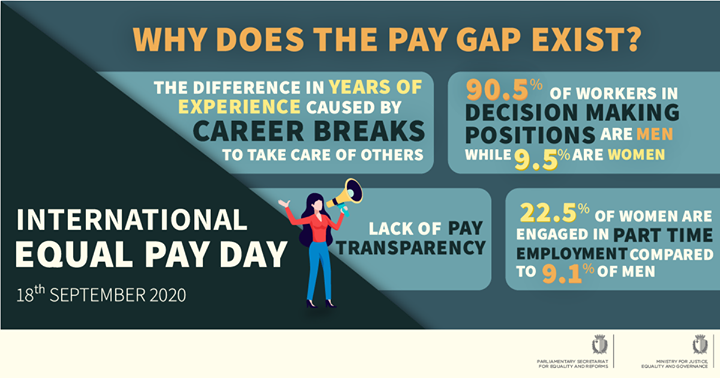 WHY DOES THE PAY GAP EXIST?
THE DIFFERENCE IN YEARS OF
EXPERIENCE CAUSED BY
CAREER BREAKS
TO TAKE CARE OF OTHERS
90.5% OF WORKERS IN
DECISION MAKING
POSITIONS ARE MEN
WHILE 9.5% ARE WOMEN
LACK OF PAY
TRANSPARENCY
22.5% OF WOMEN ARE
ENGAGED IN PART TIME
EMPLOYMENT COMPARED
TO 9.1% OF MEN
INTERNATIONAL
EQUAL PAY DAY
18th SEPTEMBER 2020
PARLIAMENTARY SECRETARIAT
FOR EQUALITY AND REFORMS
MINISTRY FOR JUSTICE,
EQUALITY AND GOVERNANCE